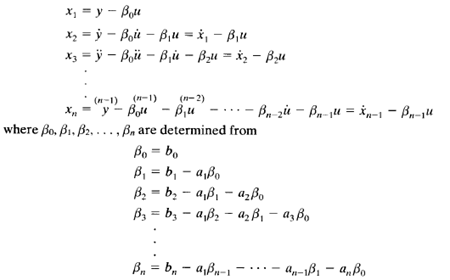 x₁ = y − β₀u
x₂ = ẏ − β₀u̇ − β₁u = ẋ₁ − β₁u
x₃ = ÿ − β₀ü − β₁u̇ − β₂u = ẋ₂ − β₂u
.
.
.
xₙ = y⁽ⁿ⁻¹⁾ − β₀u⁽ⁿ⁻¹⁾ − β₁u⁽ⁿ⁻²⁾ − ⋯ − βₙ₋₂u̇ − βₙ₋₁u = ẋₙ₋₁ − βₙ₋₁u
where β₀, β₁, β₂, . . . , βₙ are determined from
β₀ = b₀
β₁ = b₁ − a₁β₀
β₂ = b₂ − a₁β₁ − a₂β₀
β₃ = b₃ − a₁β₂ − a₂β₁ − a₃β₀
.
.
.
βₙ = bₙ − a₁βₙ₋₁ − ⋯ − aₙ₋₁β₁ − aₙβ₀